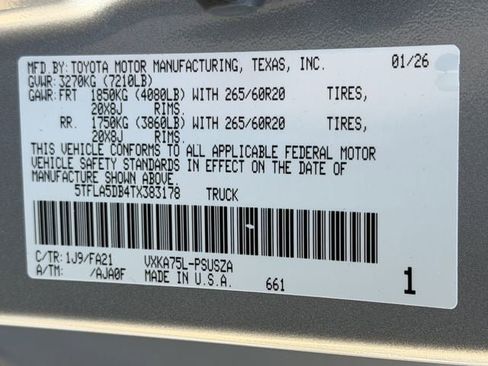 MFD.BY: TOYOTA MOTOR MANUFACTURING, TEXAS, INC. 01/26
GVWR: 3270KG (7210LB)
GAWR: FRT 1850KG (4080LB) WITH 265/60R20 TIRES,
20X8J RIMS
RR. 1750KG (3860LB) WITH 265/60R20 TIRES,
20X8J RIMS
THIS VEHICLE CONFORMS TO ALL APPLICABLE FEDERAL MOTOR
VEHICLE SAFETY STANDARDS IN EFFECT ON THE DATE OF
MANUFACTURE SHOWN ABOVE.
5TFLA5DB4TX383178 TRUCK
C/TR: 1J9/FA21 VXKA75L-PSUSZA
A/TM: /AJA0F MADE IN U.S.A. 661 1